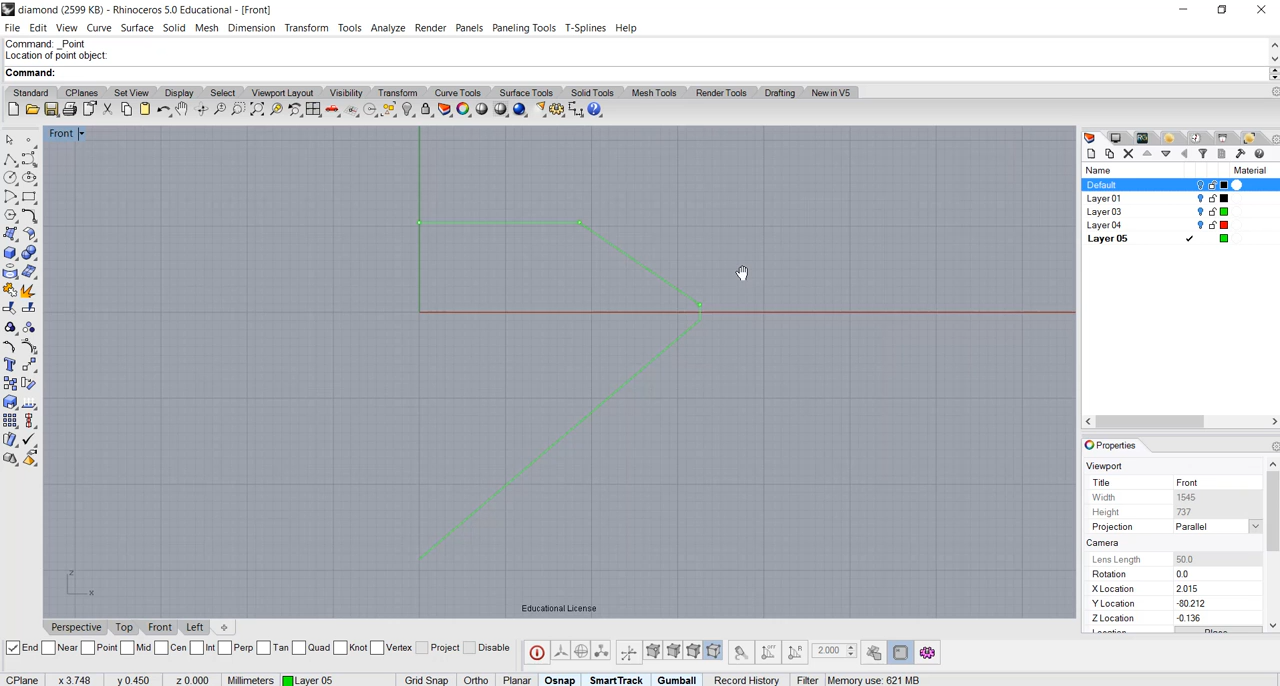 diamond (2599 KB) - Rhinoceros 5.0 Educational - [Front]
File Edit View Curve Surface Solid Mesh Dimension Transform Tools Analyze Render Panels Paneling Tools T-Splines Help
Command: _Point
Location of point object:
Command:
Standard CPlanes Set View Display Select Viewport Layout Visibility Transform Curve Tools Surface Tools Solid Tools Mesh Tools Render Tools Drafting New in V5
Front
Name Material
Default
Layer 01
Layer 03
Layer 04
Layer 05
Properties
Viewport
Title Front
Width 1545
Height 737
Projection Parallel
Camera
Lens Length 50.0
Rotation 0.0
X Location 2.015
Y Location -80.212
Z Location -0.136
Location Place...
z
x
Educational License
Perspective Top Front Left
End Near Point Mid Cen Int Perp Tan Quad Knot Vertex Project Disable 2.000
CPlane x 3.748 y 0.450 z 0.000 Millimeters Layer 05 Grid Snap Ortho Planar Osnap SmartTrack Gumball Record History Filter Memory use: 621 MB